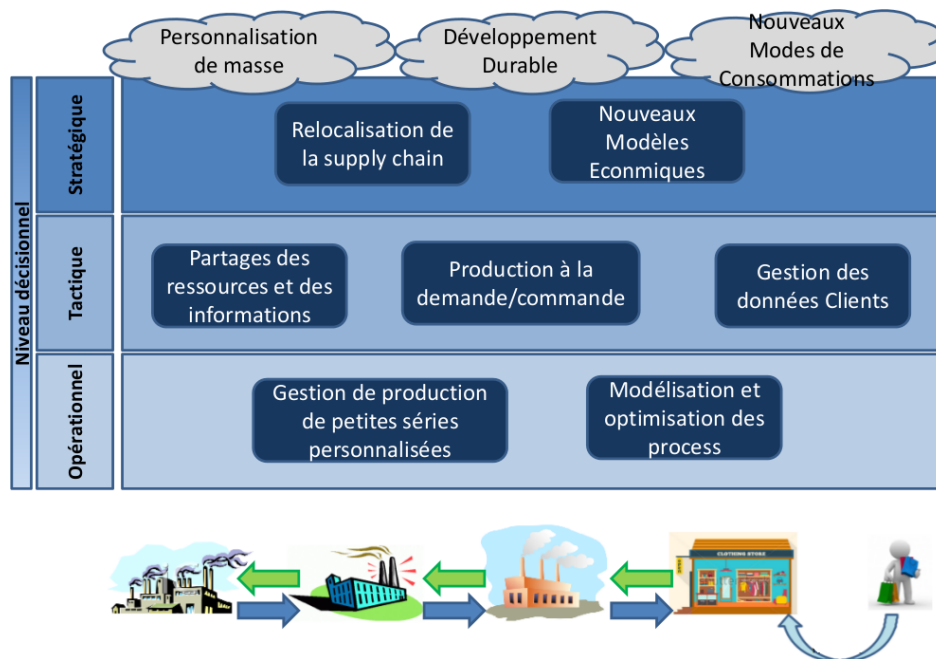 Personnalisation
de masse
Développement
Durable
Nouveaux
Modes de
Consommations
Niveau décisionnel
Stratégique
Relocalisation de
la supply chain
Nouveaux
Modèles
Econmiques
Tactique
Partages des
ressources et des
informations
Production à la
demande/commande
Gestion des
données Clients
Opérationnel
Gestion de production
de petites séries
personnalisées
Modélisation et
optimisation des
process
CLOTHING STORE